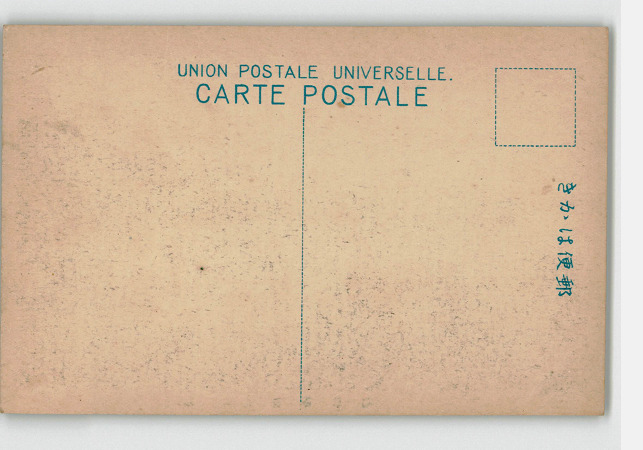 UNION POSTALE UNIVERSELLE.
CARTE POSTALE
きかは便郵